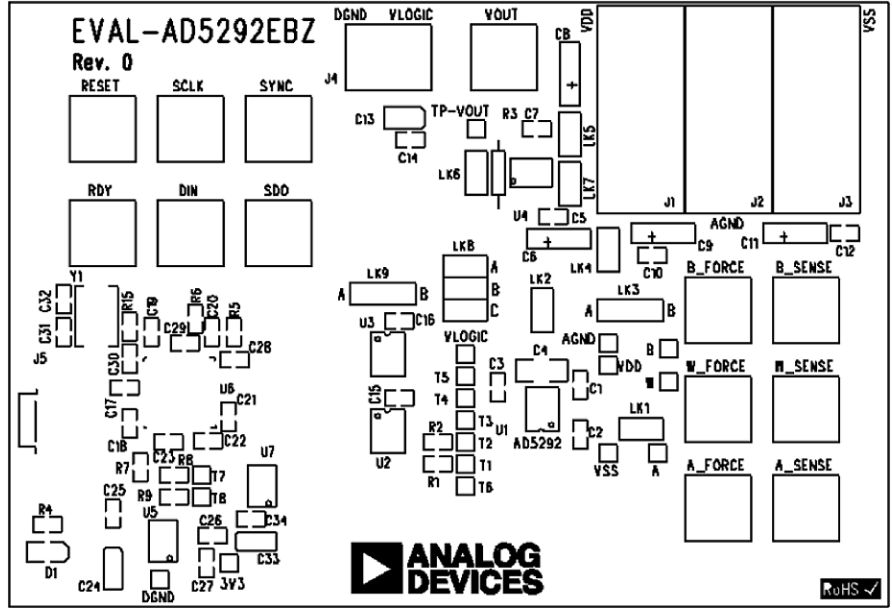 EVAL-AD5292EBZ
Rev. 0
RESET SCLK SYNC
RDY DIN SDO
DGND VLOGIC VOUT
J4
C8
VDD
VSS
C13
TP-VOUT
R3 C7
C14
LK5
LK6
LK7
J1 J2 J3
U4 C5
AGND
C6
LK4
C9
C11
C10
C12
Y1
LK8
A
B
C
LK9
A B
LK2
LK3
A B
B_FORCE B_SENSE
C32
C31
R15
C19
R6
C20
R5
C29
C16
U3
VLOGIC
AGND
VDD
B
W
J5
C30
C28
C17
U6
C21
T5
T4
T3
T2
T1
T6
C3
C4
C1
U1
AD5292
C2
W_FORCE W_SENSE
LK1
C15
U2
R2
R1
VSS A
C18
C23
C22
R7
R8
R9
T7
T8
U7
A_FORCE A_SENSE
C25
R4
U5
C26
C34
C33
D1
C24
C27
3V3
DGND
ANALOG
DEVICES
RoHS ✓